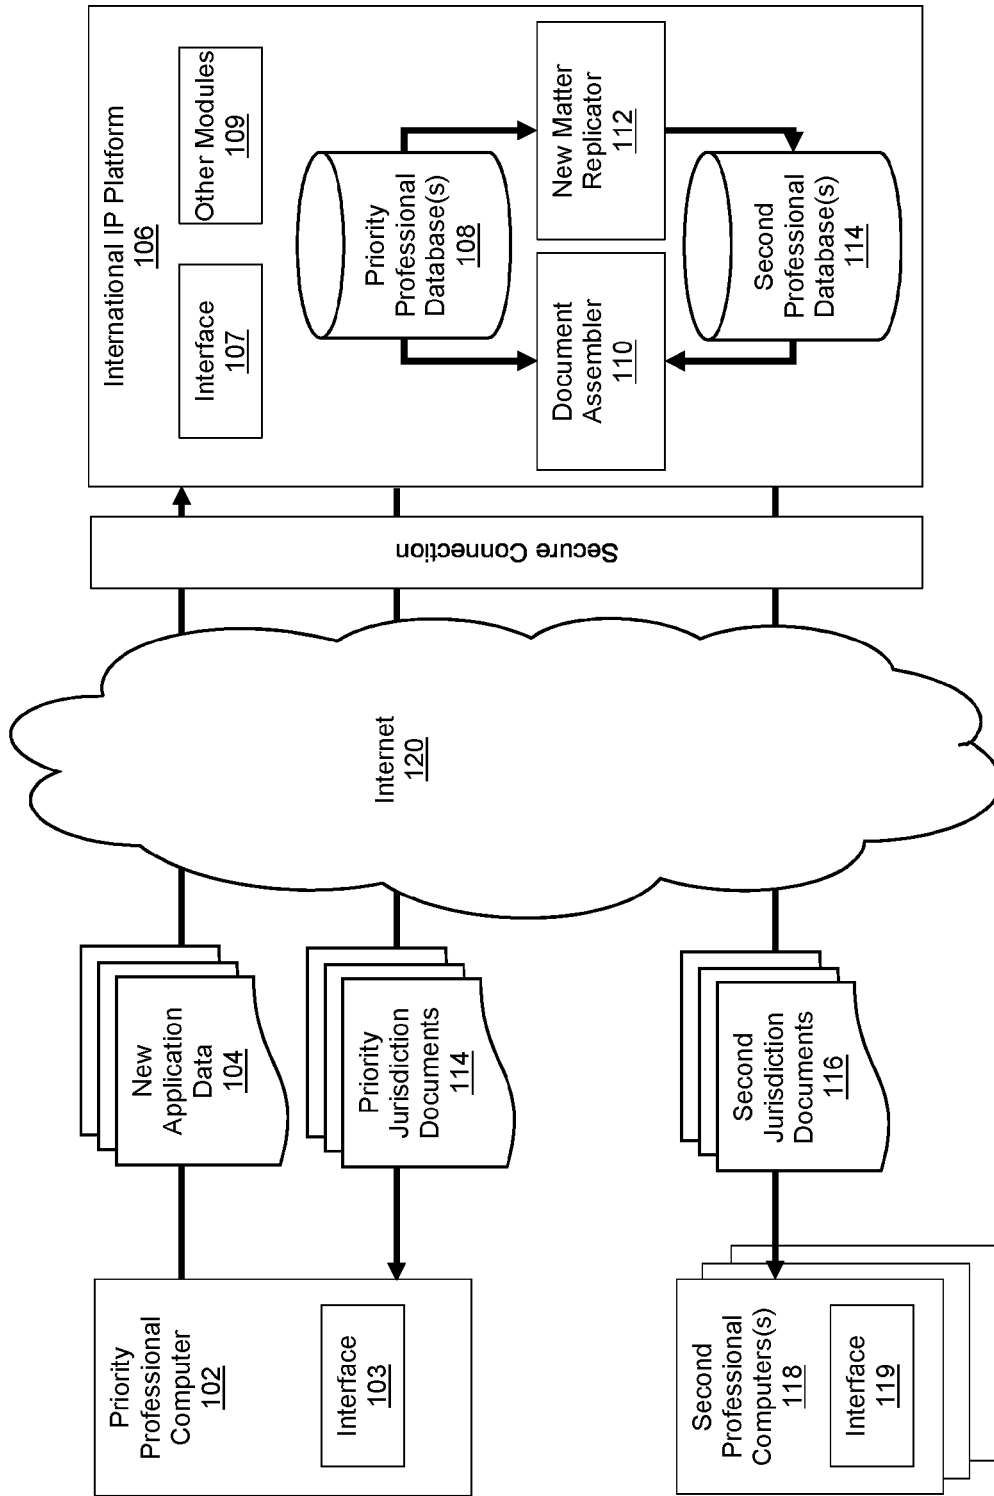 Priority
Professional
Computer
102
Interface
103
New
Application
Data
104
Priority
Jurisdiction
Documents
114
Second
Professional
Computers(s)
118
Interface
119
Second
Jurisdiction
Documents
116
Internet
120
Secure Connection
International IP Platform
106
Interface
107
Other Modules
109
Priority
Professional
Database(s)
108
Document
Assembler
110
New Matter
Replicator
112
Second
Professional
Database(s)
114